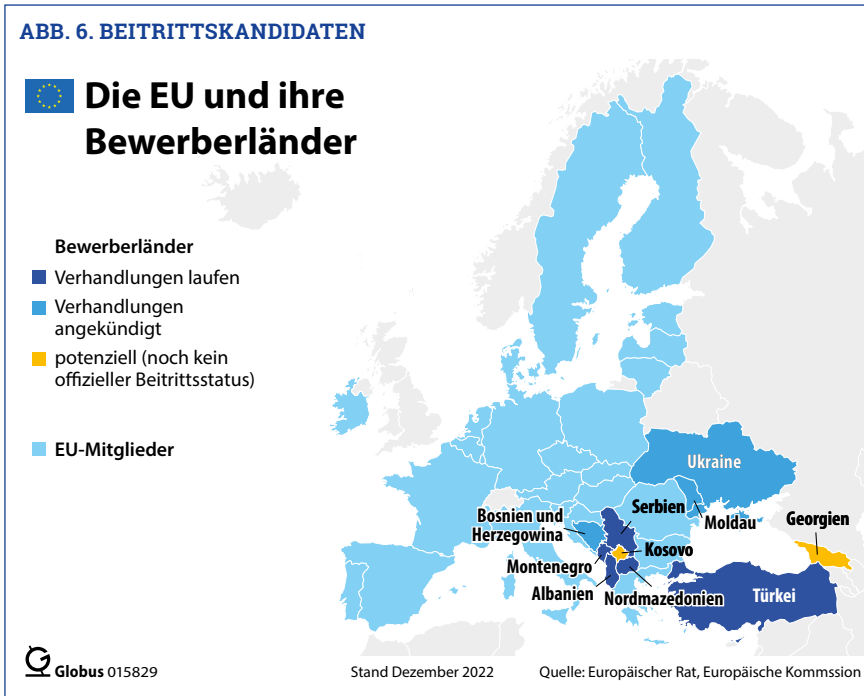 ABB. 6. BEITRITTSKANDIDATEN
Die EU und ihre
Bewerberländer
Bewerberländer
Verhandlungen laufen
Verhandlungen
angekündigt
potenziell (noch kein
offizieller Beitrittsstatus)
EU-Mitglieder
Ukraine
Serbien
Moldau
Bosnien und
Herzegowina
Georgien
Kosovo
Montenegro
Albanien
Nordmazedonien
Türkei
Globus 015829
Stand Dezember 2022
Quelle: Europäischer Rat, Europäische Kommssion